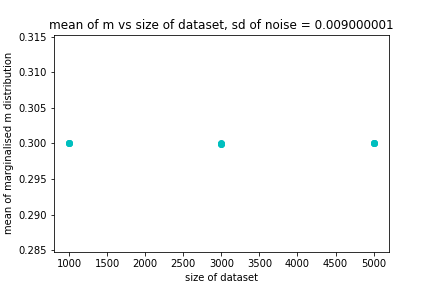 mean of m vs size of dataset, sd of noise = 0.009000001
mean of marginalised m distribution
0.315
0.310
0.305
0.300
0.295
0.290
0.285
1000 1500 2000 2500 3000 3500 4000 4500 5000
size of dataset